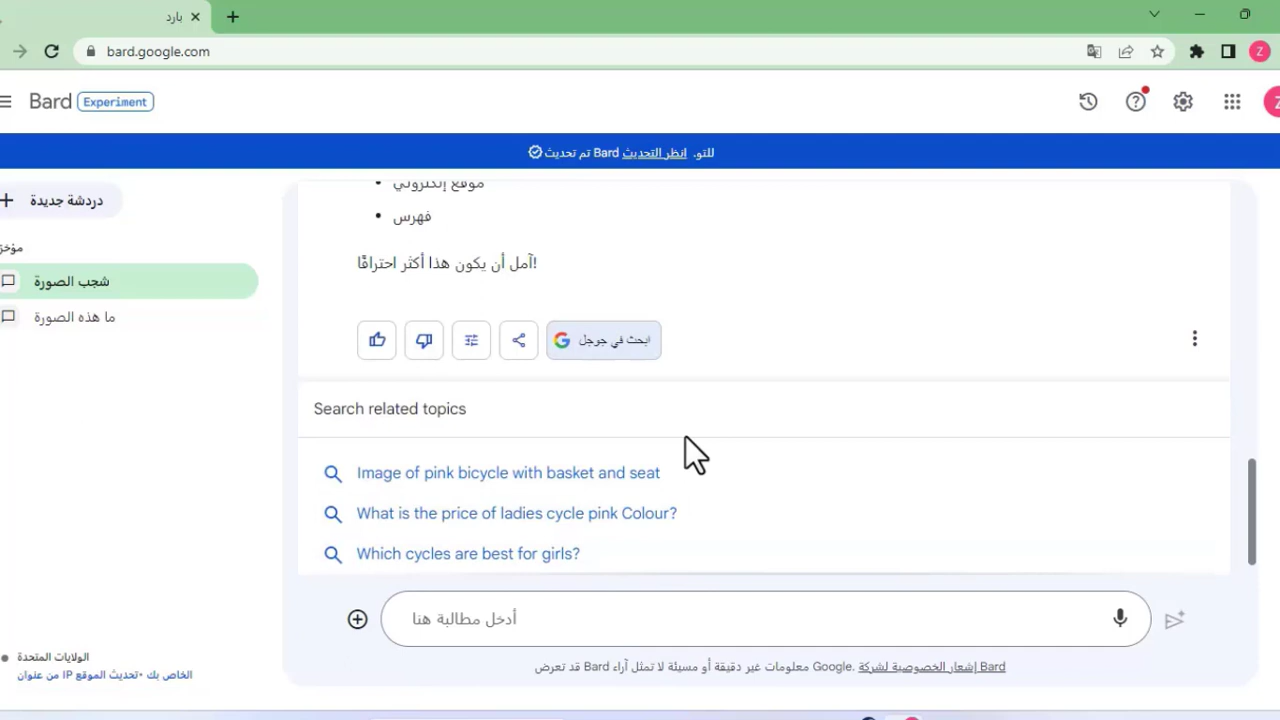 بارد
bard.google.com
Z
Bard Experiment
Z
للتو. انظر التحديث Bard تم تحديث
دردشة جديدة
شجب الصورة
ما هذه الصورة
موقع إلكتروني
فهرس
آمل أن يكون هذا أكثر احترافًا!
ابحث في جوجل
Search related topics
Image of pink bicycle with basket and seat
What is the price of ladies cycle pink Colour?
Which cycles are best for girls?
أدخل مطالبة هنا
الولايات المتحدة
الخاص بك •تحديث الموقع IP من عنوان
Bard إشعار الخصوصية لشركة Google. معلومات غير دقيقة أو مسيئة لا تمثل آراء Bard قد تعرض